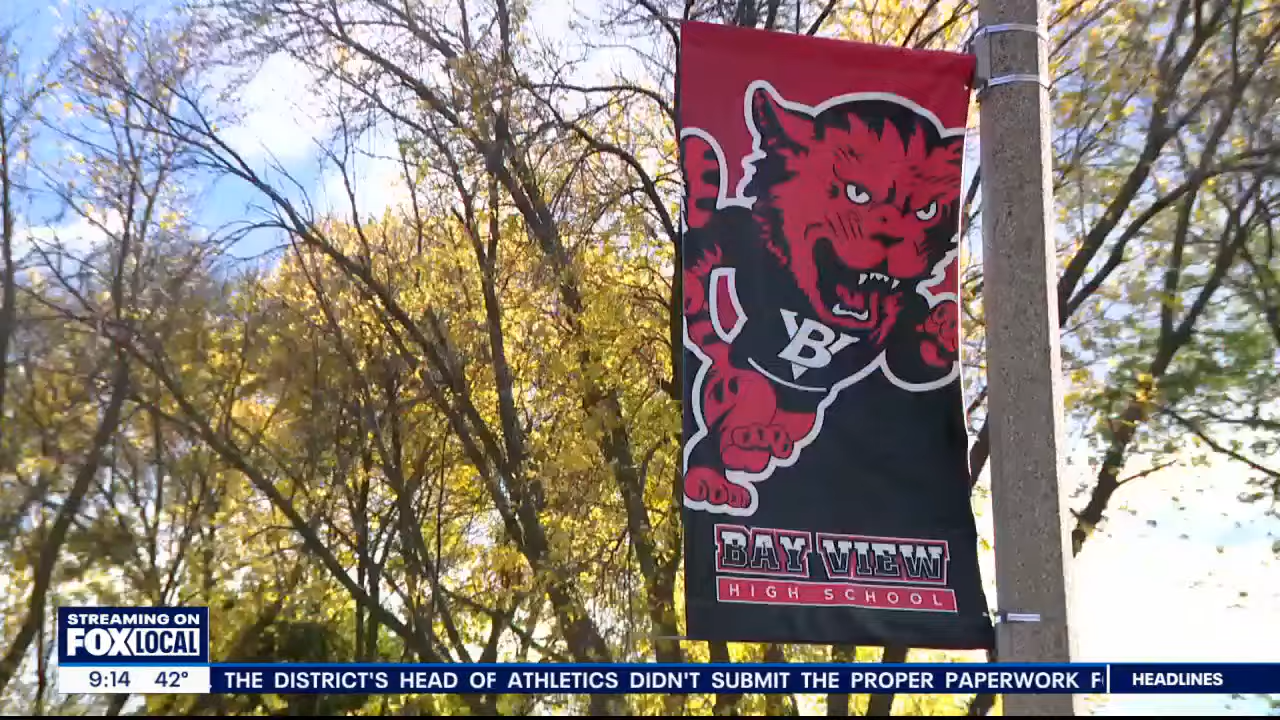 BV
BAY VIEW
HIGH SCHOOL
STREAMING ON
FOX LOCAL
9:14 42°
THE DISTRICT'S HEAD OF ATHLETICS DIDN'T SUBMIT THE PROPER PAPERWORK
HEADLINES